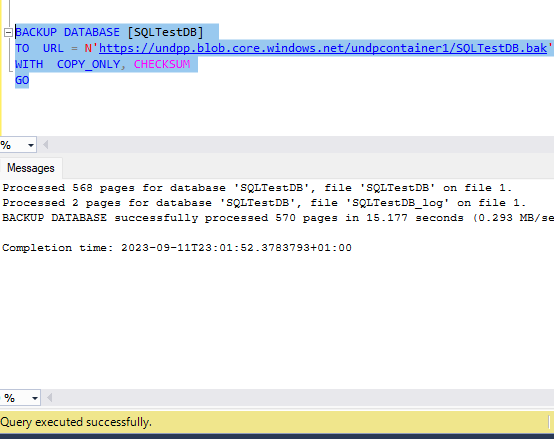 BACKUP DATABASE [SQLTestDB]
TO  URL = N'https://undpp.blob.core.windows.net/undpcontainer1/SQLTestDB.bak'
WITH  COPY_ONLY, CHECKSUM
GO
%
Messages
Processed 568 pages for database 'SQLTestDB', file 'SQLTestDB' on file 1.
Processed 2 pages for database 'SQLTestDB', file 'SQLTestDB_log' on file 1.
BACKUP DATABASE successfully processed 570 pages in 15.177 seconds (0.293 MB/se
Completion time: 2023-09-11T23:01:52.3783793+01:00
%
Query executed successfully.